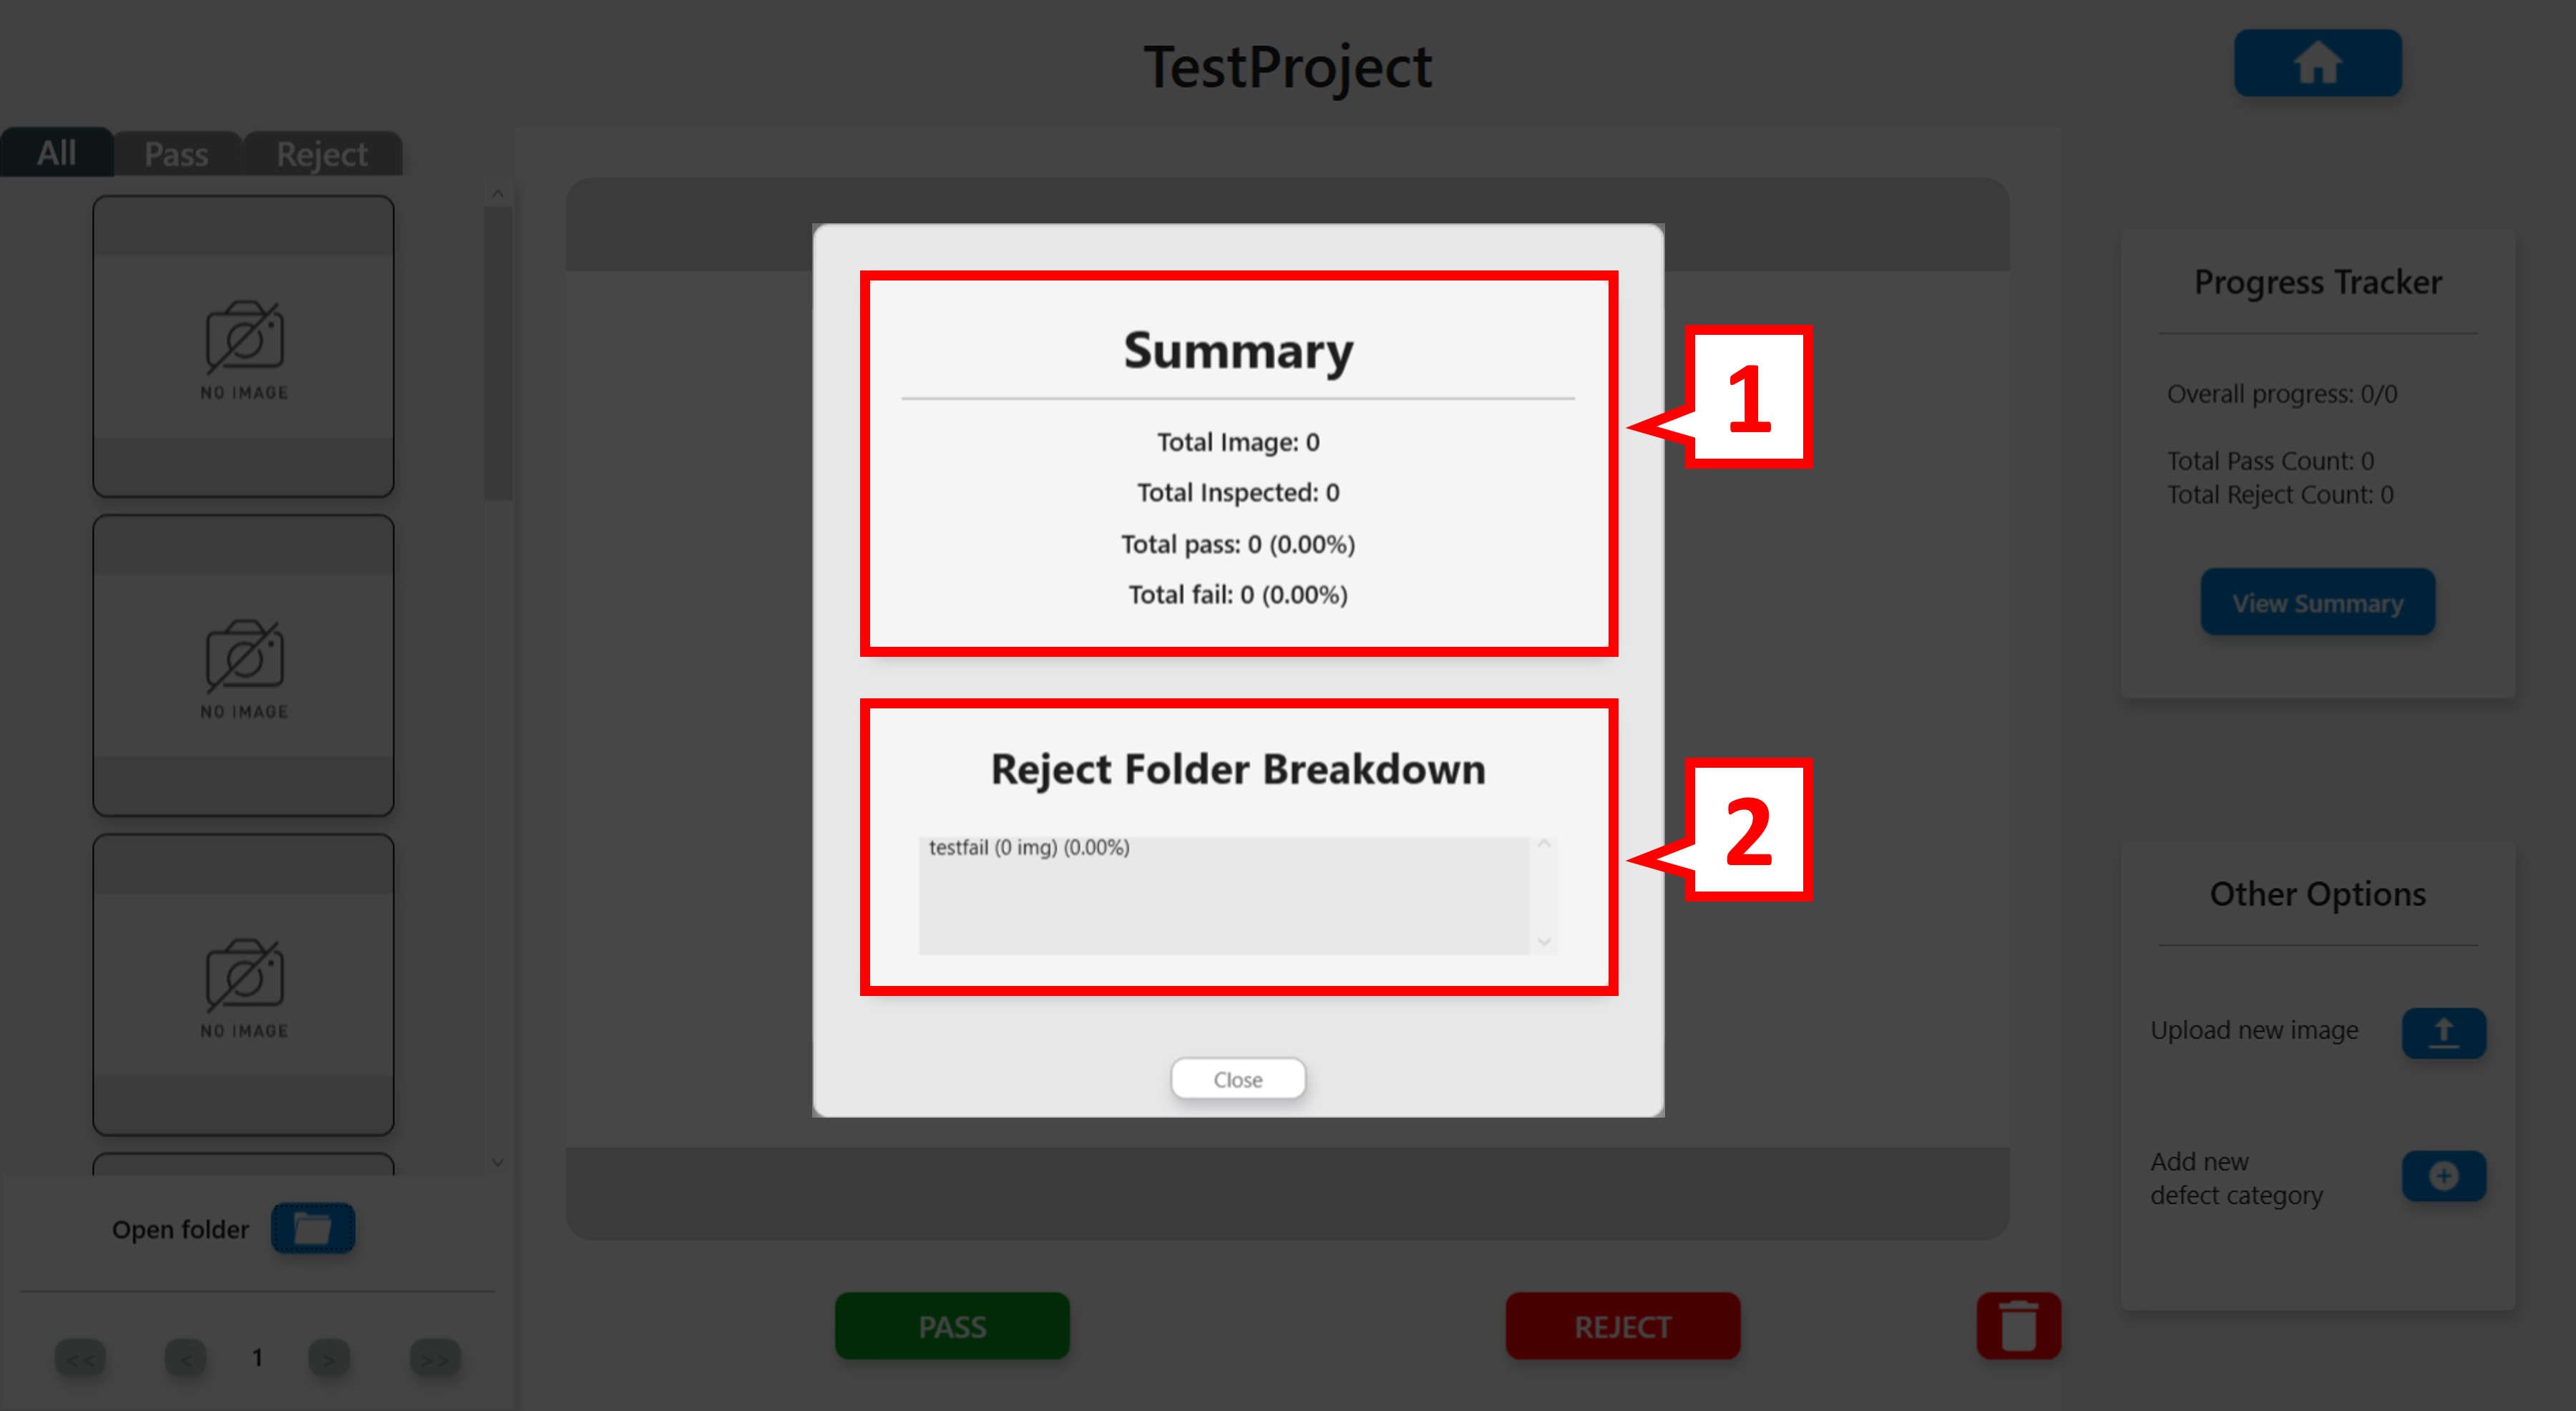 TestProject
All
Pass
Reject
NO IMAGE
NO IMAGE
NO IMAGE
Open folder
<<
<
1
>
>>
Summary
Total Image: 0
Total Inspected: 0
Total pass: 0 (0.00%)
Total fail: 0 (0.00%)
1
Reject Folder Breakdown
testfail (0 img) (0.00%)
2
Close
PASS
REJECT
Progress Tracker
Overall progress: 0/0
Total Pass Count: 0
Total Reject Count: 0
View Summary
Other Options
Upload new image
Add new
defect category